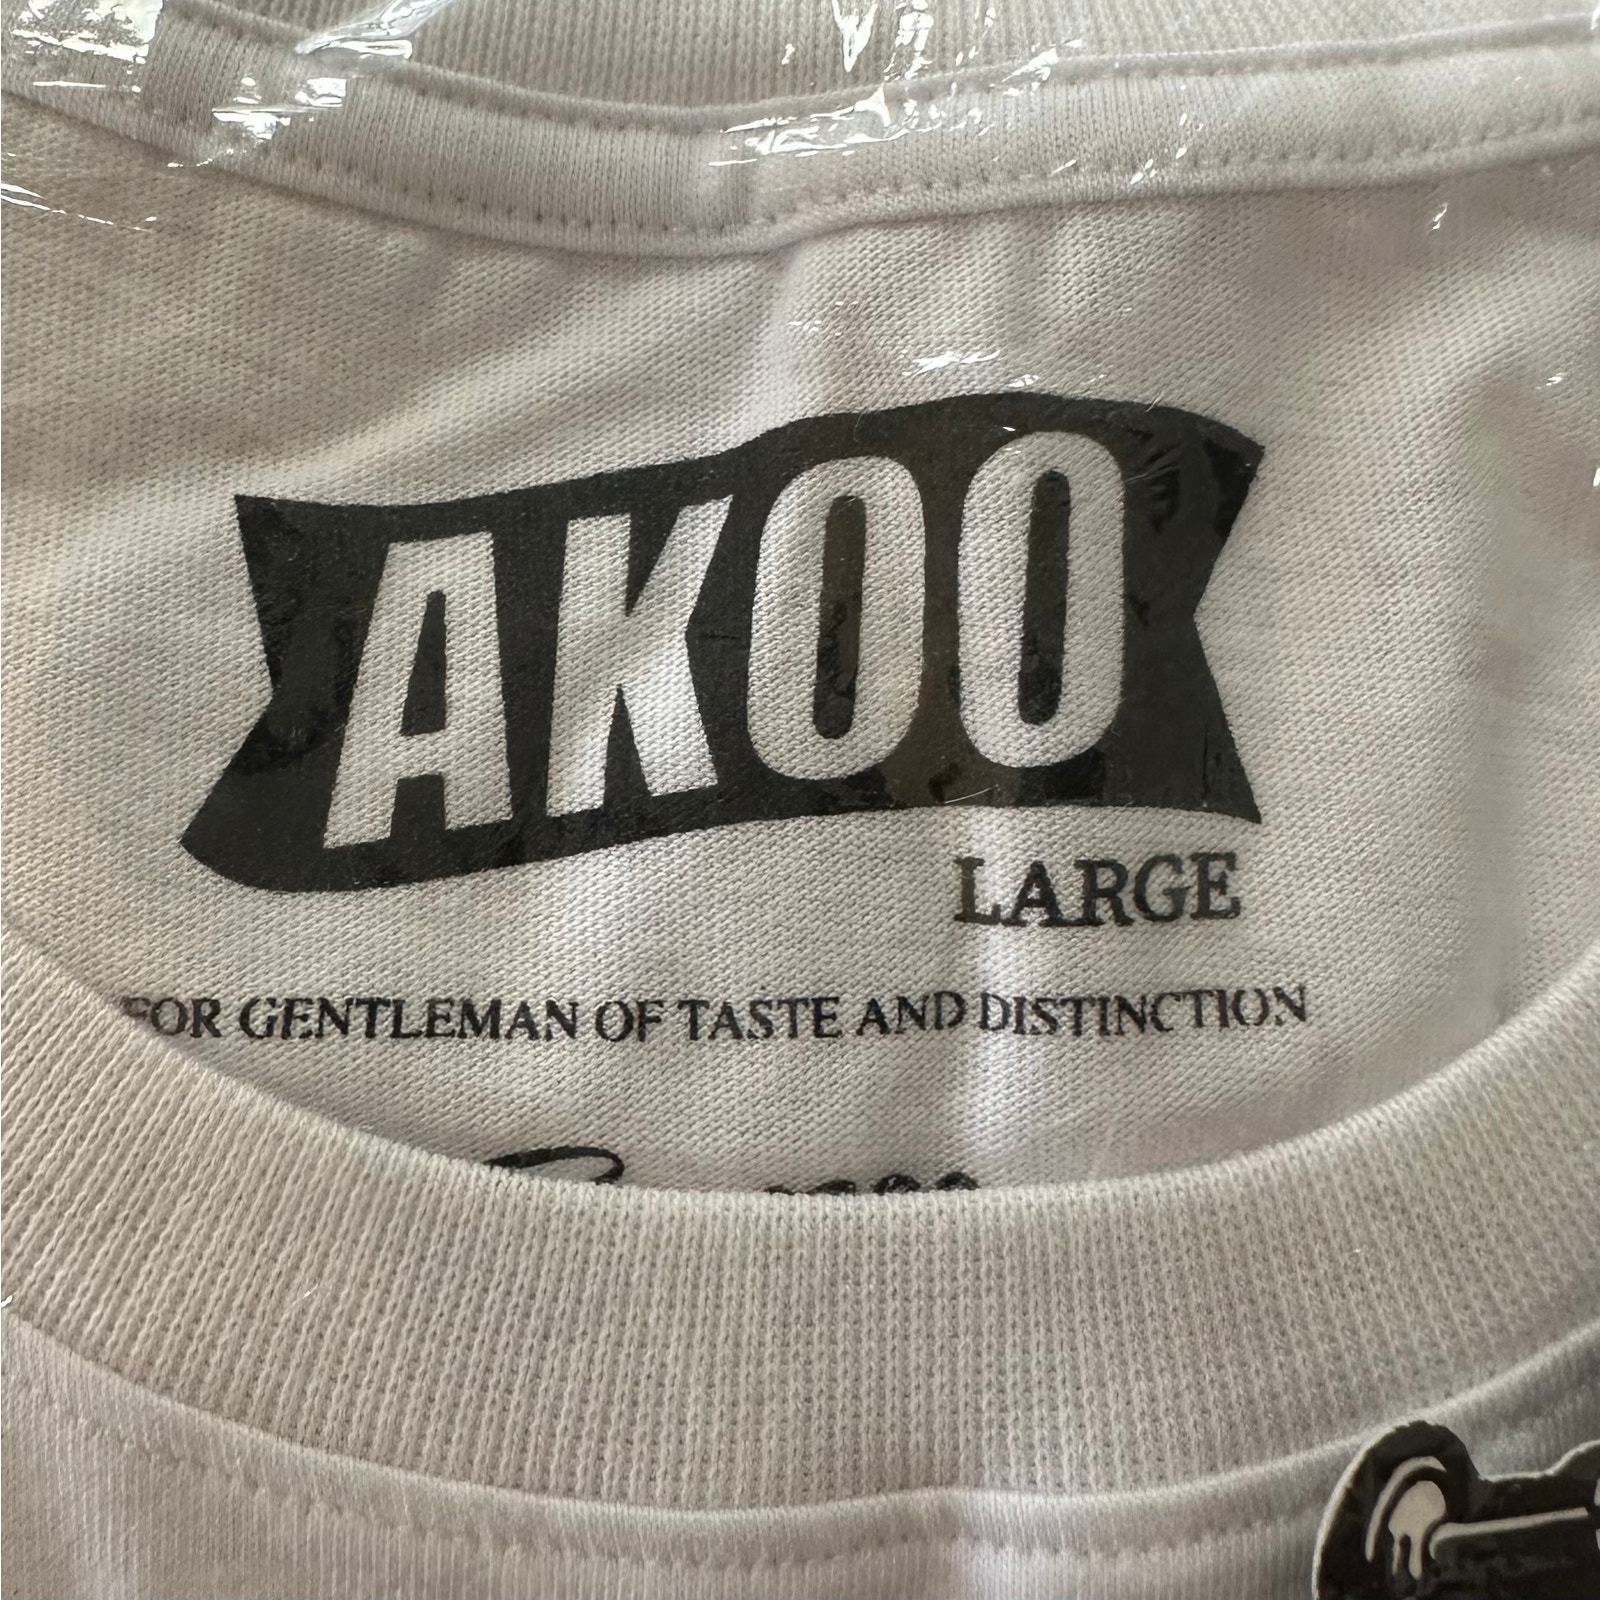 AKOO
LARGE
FOR GENTLEMAN OF TASTE AND DISTINCTION